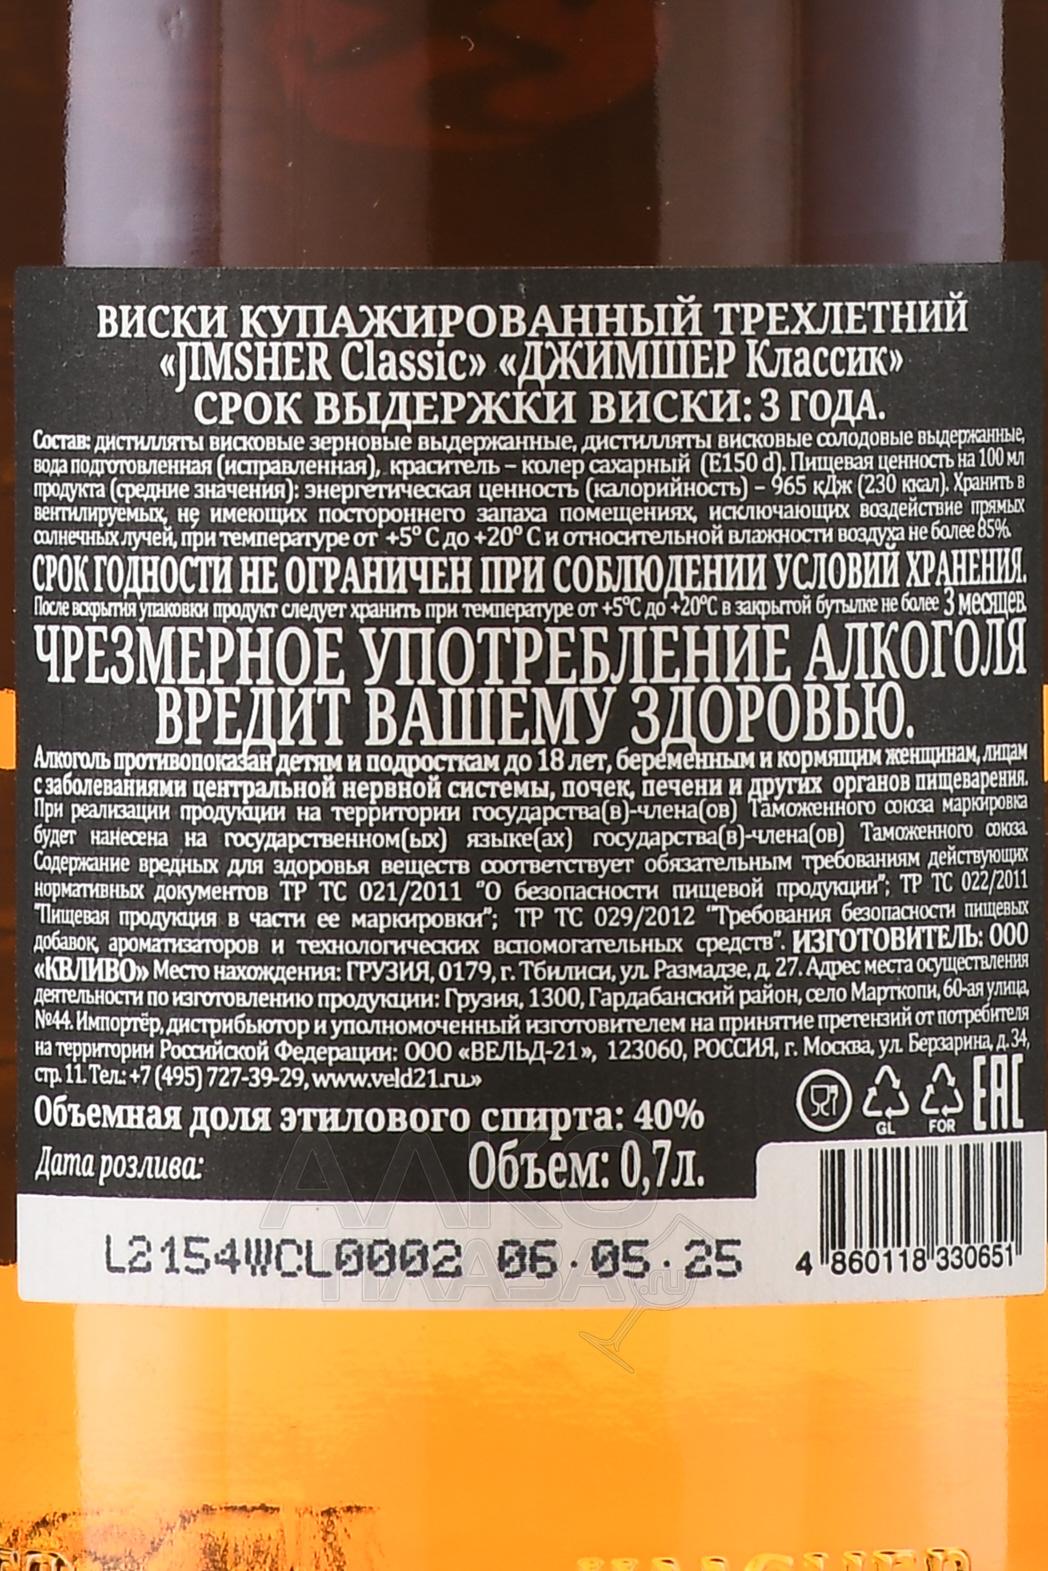 ВИСКИ КУПАЖИРОВАННЫЙ ТРЕХЛЕТНИЙ
«JIMSHER Classic» «ДЖИМШЕР Классик»
СРОК ВЫДЕРЖКИ ВИСКИ: 3 ГОДА.
Состав: дистилляты висковые зерновые выдержанные, дистилляты висковые солодовые выдержанные,
вода подготовленная (исправленная), краситель – колер сахарный (E150 d). Пищевая ценность на 100 мл
продукта (средние значения): энергетическая ценность (калорийность) – 965 кДж (230 ккал). Хранить в
вентилируемых, не имеющих постороннего запаха помещениях, исключающих воздействие прямых
солнечных лучей, при температуре от +5° С до +20° С и относительной влажности воздуха не более 85%.
СРОК ГОДНОСТИ НЕ ОГРАНИЧЕН ПРИ СОБЛЮДЕНИИ УСЛОВИЙ ХРАНЕНИЯ.
После вскрытия упаковки продукт следует хранить при температуре от +5°С до +20°С в закрытой бутылке не более 3 месяцев.
ЧРЕЗМЕРНОЕ УПОТРЕБЛЕНИЕ АЛКОГОЛЯ
ВРЕДИТ ВАШЕМУ ЗДОРОВЬЮ.
Алкоголь противопоказан детям и подросткам до 18 лет, беременным и кормящим женщинам, лицам
с заболеваниями центральной нервной системы, почек, печени и других органов пищеварения.
При реализации продукции на территории государства(в)-члена(ов) Таможенного союза маркировка
будет нанесена на государственном(ых) языке(ах) государства(в)-члена(ов) Таможенного союза.
Содержание вредных для здоровья веществ соответствует обязательным требованиям действующих
нормативных документов ТР ТС 021/2011 "О безопасности пищевой продукции"; ТР ТС 022/2011
"Пищевая продукция в части ее маркировки"; ТР ТС 029/2012 "Требования безопасности пищевых
добавок, ароматизаторов и технологических вспомогательных средств". ИЗГОТОВИТЕЛЬ: ООО
«КВЛИВО» Место нахождения: ГРУЗИЯ, 0179, г. Тбилиси, ул. Размадзе, д. 27. Адрес места осуществления
деятельности по изготовлению продукции: Грузия, 1300, Гардабанский район, село Марткопи, 60-ая улица,
№44. Импортёр, дистрибьютор и уполномоченный изготовителем на принятие претензий от потребителя
на территории Российской Федерации: ООО «ВЕЛЬД-21», 123060, РОССИЯ, г. Москва, ул. Берзарина, д. 34,
стр. 11. Тел.: +7 (495) 727-39-29, www.veld21.ru»
Объемная доля этилового спирта: 40%
GL FOR EAC
Дата розлива: Объем: 0,7л.
L2154WCL0002 06.05.25
4 860118 330651
АЛКО
ПЛАЗА.ru